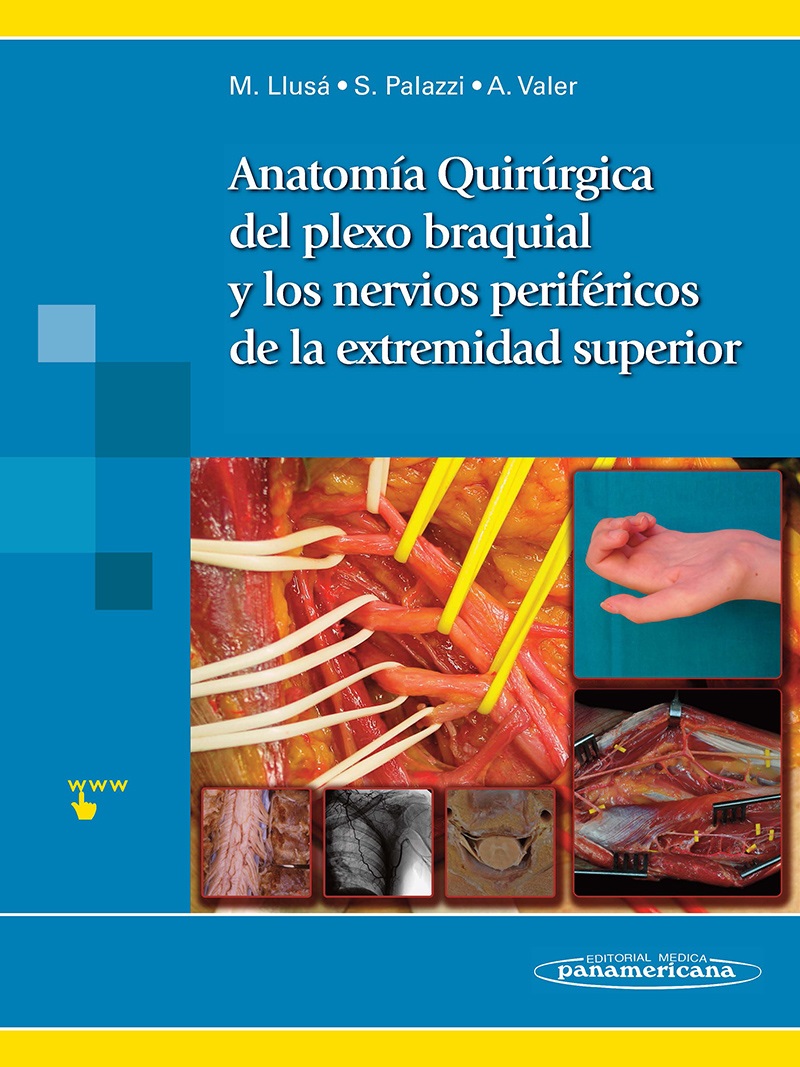 M. Llusá • S. Palazzi • A. Valer
Anatomía Quirúrgica
del plexo braquial
y los nervios periféricos
de la extremidad superior
www
EDITORIAL MEDICA
panamericana